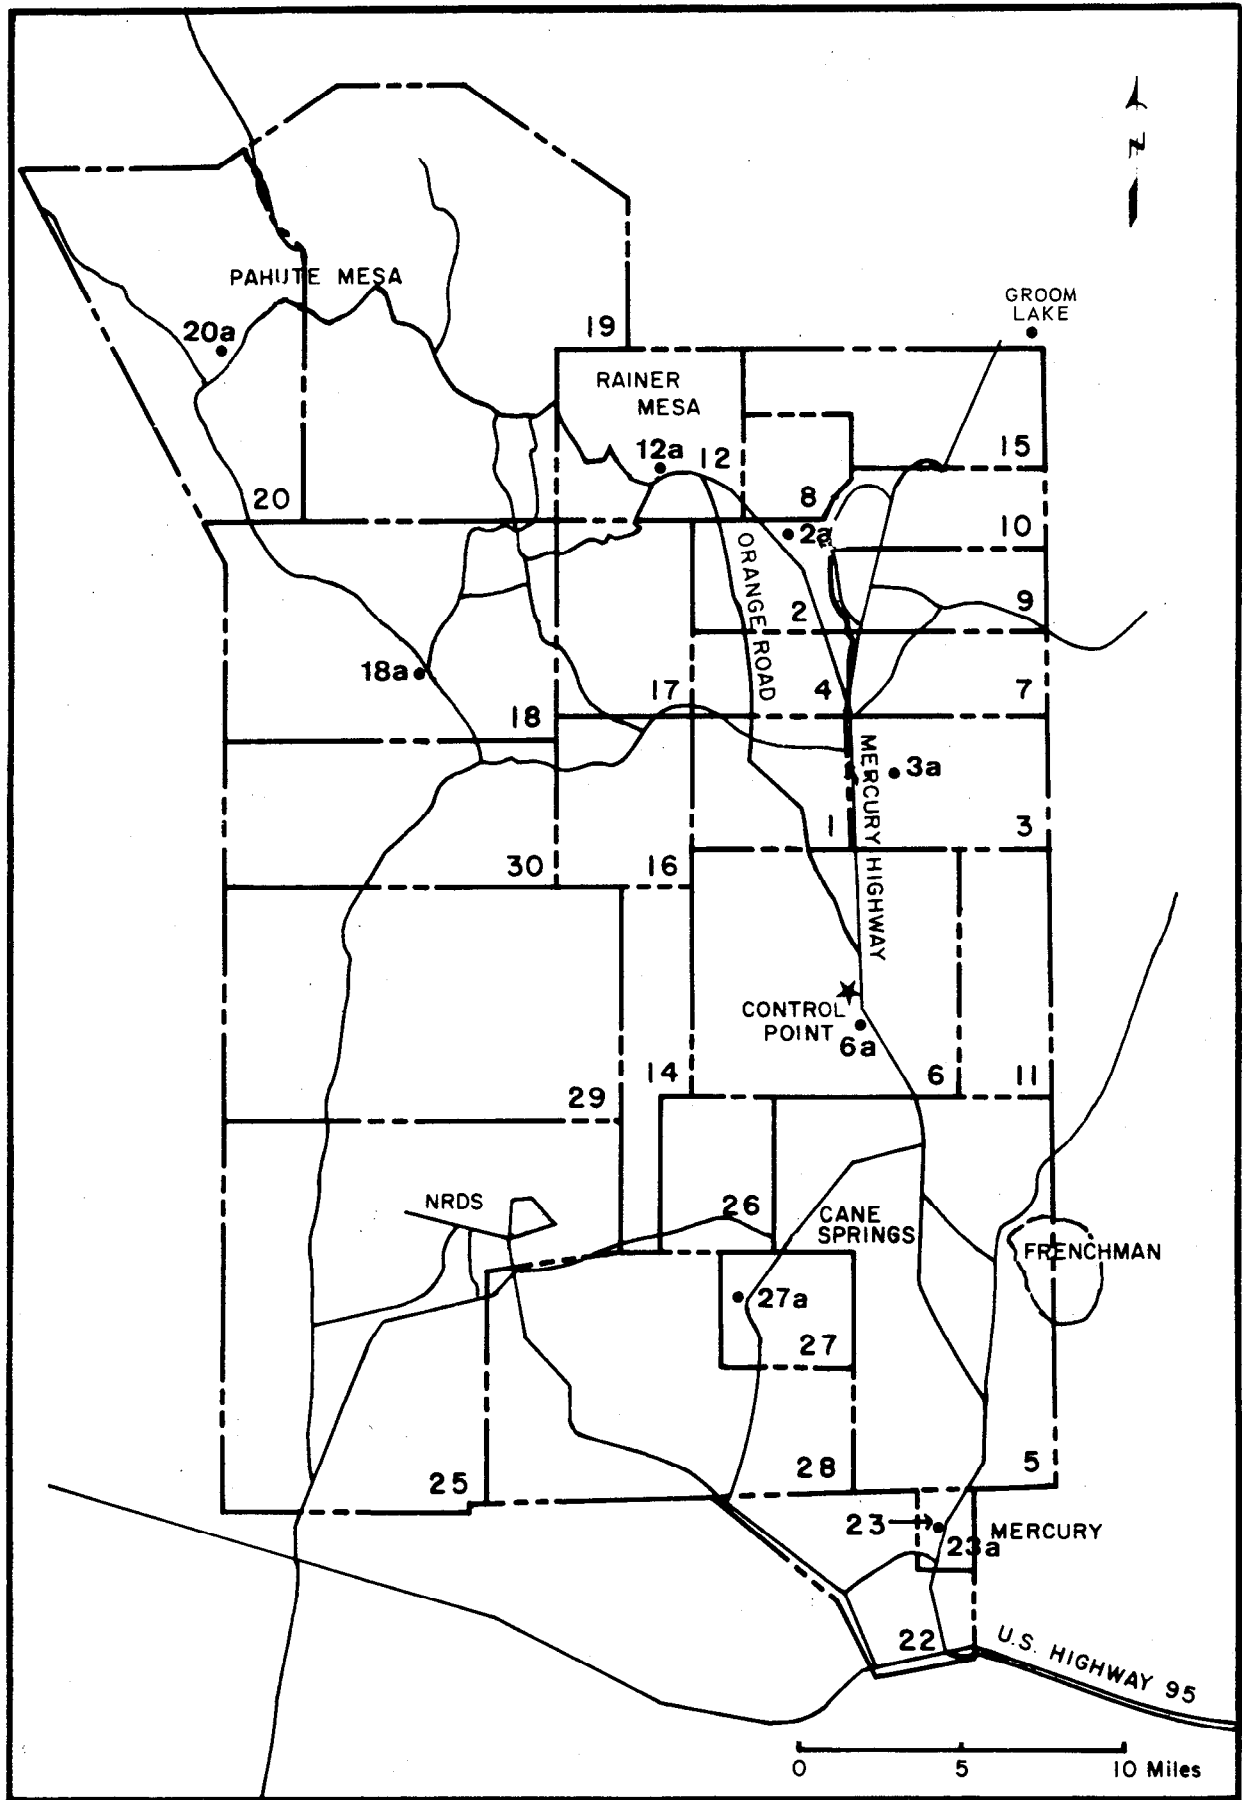 N
PAHUTE MESA
GROOM
LAKE
20a
19
RAINER
MESA
12a
12
15
20
8
2a
10
ORANGE ROAD
2
9
18a
17
4
7
18
MERCURY HIGHWAY
3a
1
3
30
16
CONTROL
POINT
6a
14
6
11
29
NRDS
26
CANE
SPRINGS
FRENCHMAN
27a
27
25
28
5
23
MERCURY
23a
22
U.S. HIGHWAY 95
0 5 10 Miles